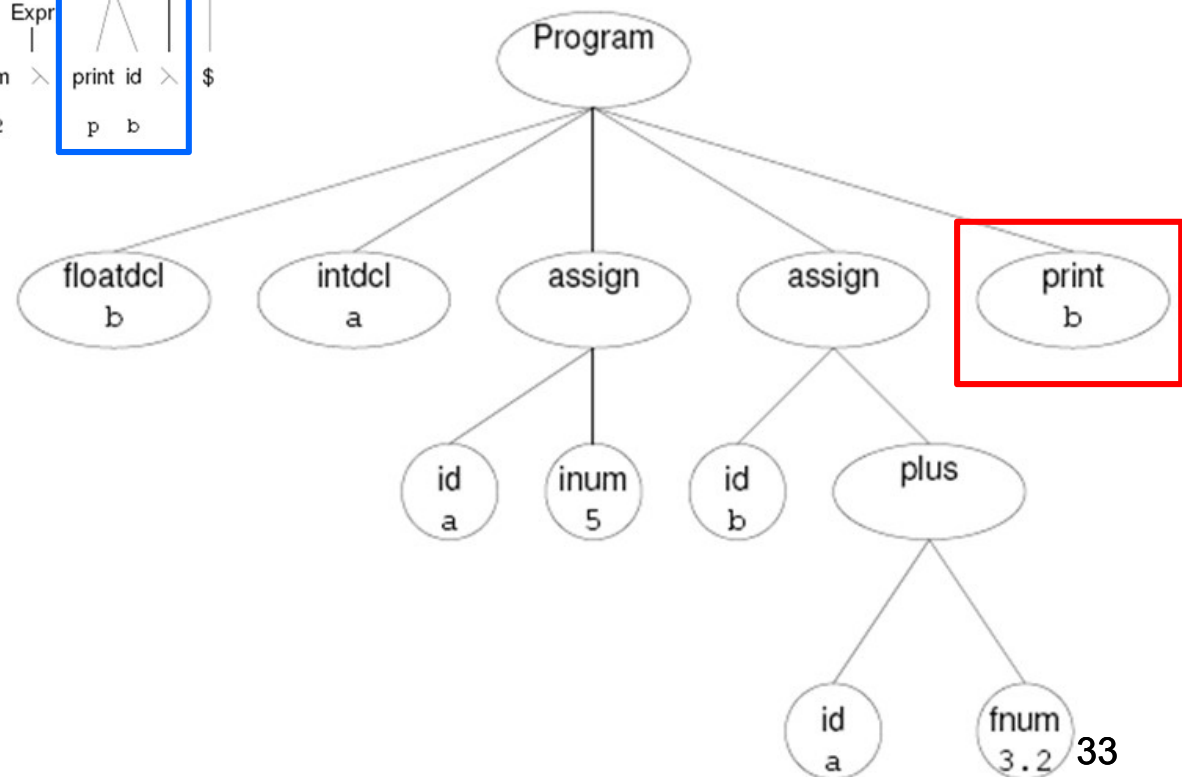 Expr
λ print id λ $
p b
Program
floatdcl
b
intdcl
a
assign
assign
print
b
id
a
inum
5
id
b
plus
id
a
fnum
3.2
33